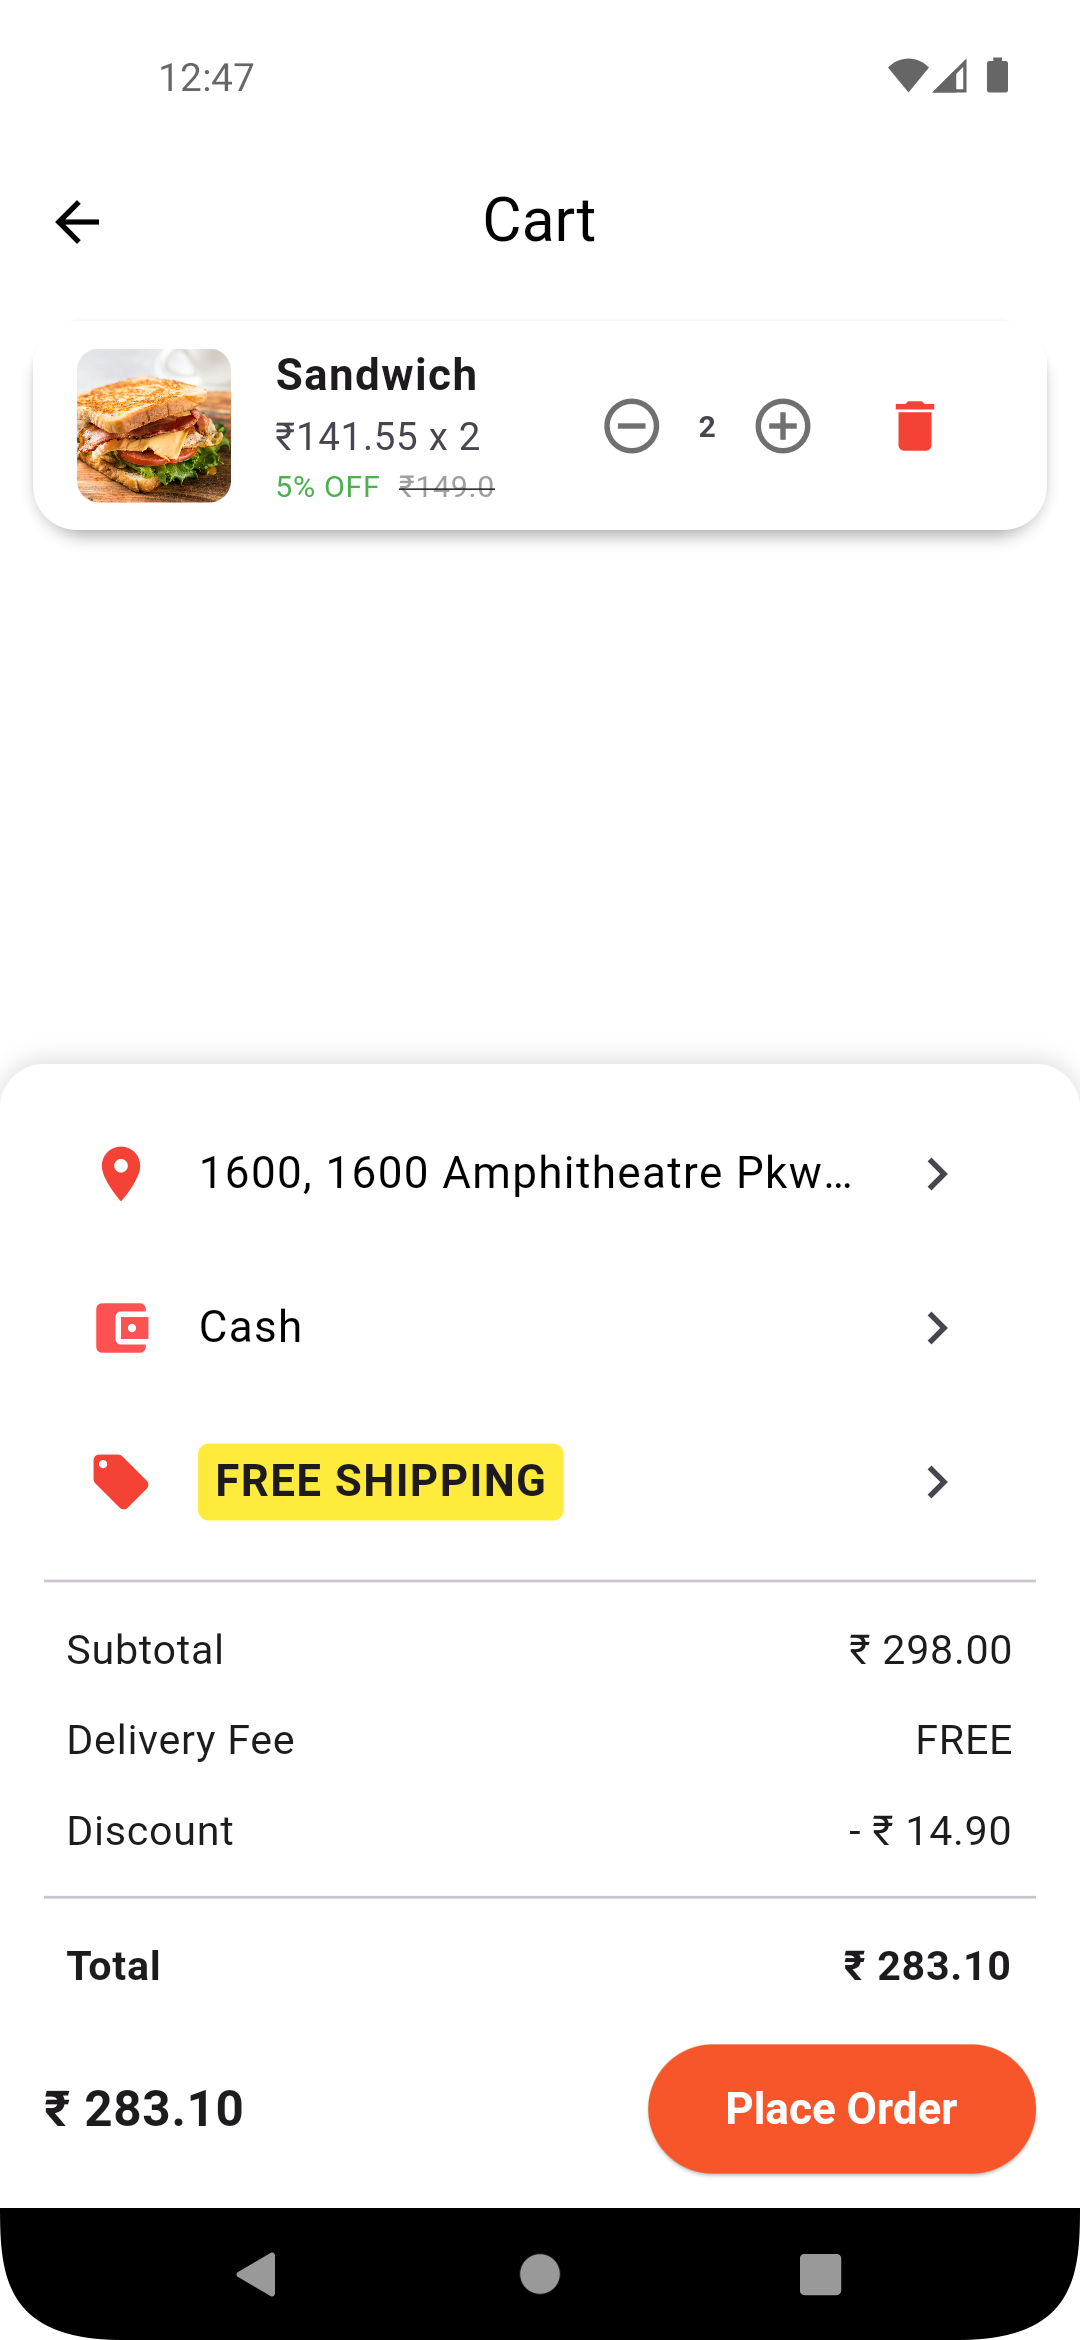 12:47
Cart
Sandwich
₹141.55 x 2
5% OFF ₹149.0
2
1600, 1600 Amphitheatre Pkw...
Cash
FREE SHIPPING
Subtotal ₹ 298.00
Delivery Fee FREE
Discount - ₹ 14.90
Total ₹ 283.10
₹ 283.10 Place Order